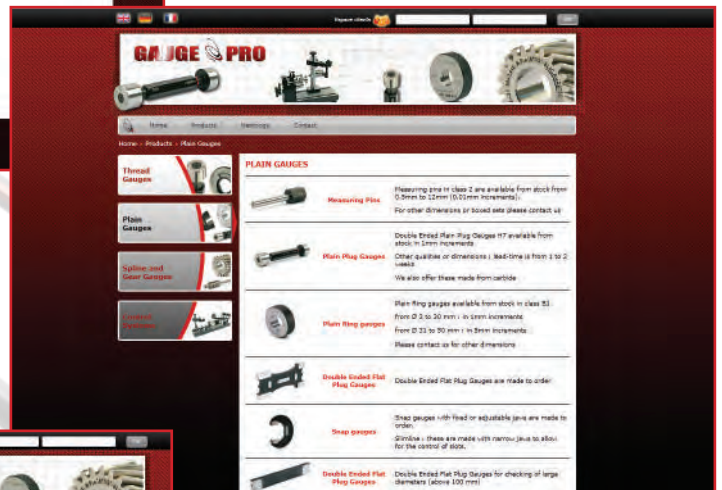 Espace clients
GAUGE PRO
Home Products Metrology Contact
Home - Products - Plain Gauges
Thread
Gauges
Plain
Gauges
Spline and
Gear Gauges
Control
PLAIN GAUGES
Measuring Pins
Measuring pins in class 2 are available from stock from
0.5mm to 12mm (0.01mm increments).
For other dimensions or boxed sets please contact us
Plain Plug Gauges
Double Ended Plain Plug Gauges H7 available from
stock in 1mm increments
Other qualities or dimensions : lead-time is from 1 to 2
weeks
We also offer these made from carbide
Plain Ring gauges
Plain Ring gauges available from stock in class
from Ø 3 to 30 mm : in 1mm increments
from Ø 31 to 50 mm : in 5mm increments
Please contact us for other dimensions
Double Ended Flat
Plug Gauges
Double Ended Flat Plug Gauges are made to order
Snap gauges
Snap gauges with fixed or adjustable jaws are made to
order.
Slimline : these are made with narrow jaws to allow
for the control of slots.
Double Ended Flat
Plug Gauges
Double Ended Flat Plug Gauges for checking of large
diameters (above 100 mm)